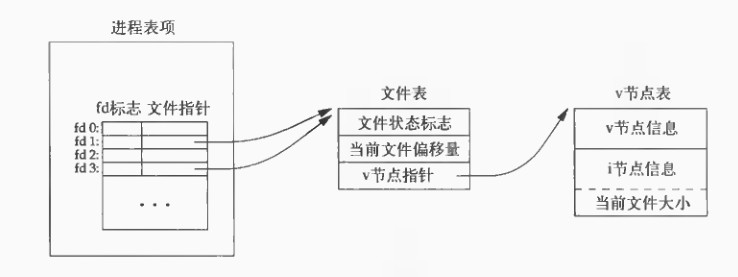 进程表项
fd标志 文件指针
fd 0:
fd 1:
fd 2:
fd 3:
...
文件表
文件状态标志
当前文件偏移量
v节点指针
v节点表
v节点信息
i节点信息
当前文件大小